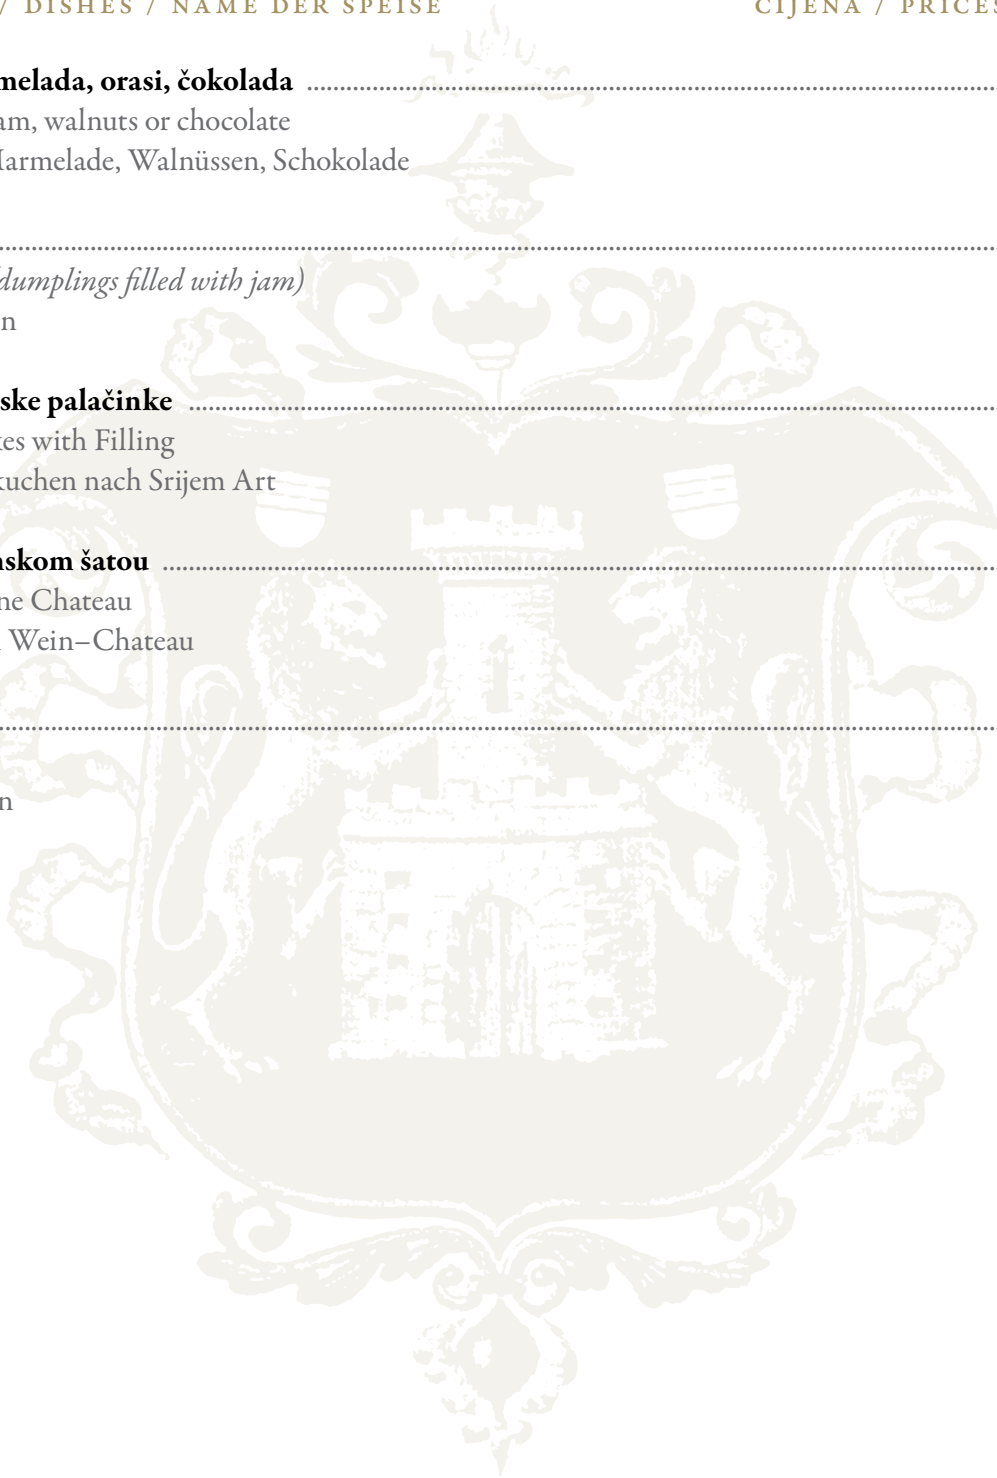 / DISHES / NAME DER SPEISE CIJENA / PRICES
melada, orasi, čokolada
am, walnuts or chocolate
Marmelade, Walnüssen, Schokolade
dumplings filled with jam)
n
ske palačinke
kes with Filling
kuchen nach Srijem Art
nskom šatou
ne Chateau
Wein–Chateau
n